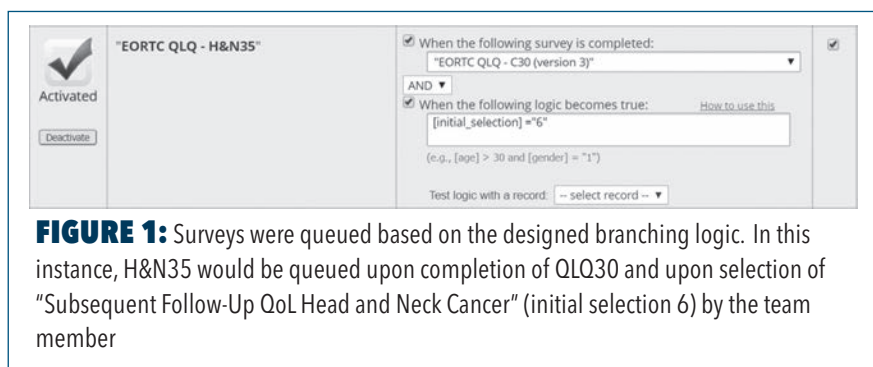 "EORTC QLQ - H&N35"
Activated
Deactivate
When the following survey is completed:
"EORTC QLQ - C30 (version 3)"
AND
When the following logic becomes true: How to use this
[initial_selection] ="6"
(e.g., [age] > 30 and [gender] = "1")
Test logic with a record: -- select record --
FIGURE 1: Surveys were queued based on the designed branching logic. In this
instance, H&N35 would be queued upon completion of QLQ30 and upon selection of
“Subsequent Follow-Up QoL Head and Neck Cancer” (initial selection 6) by the team
member